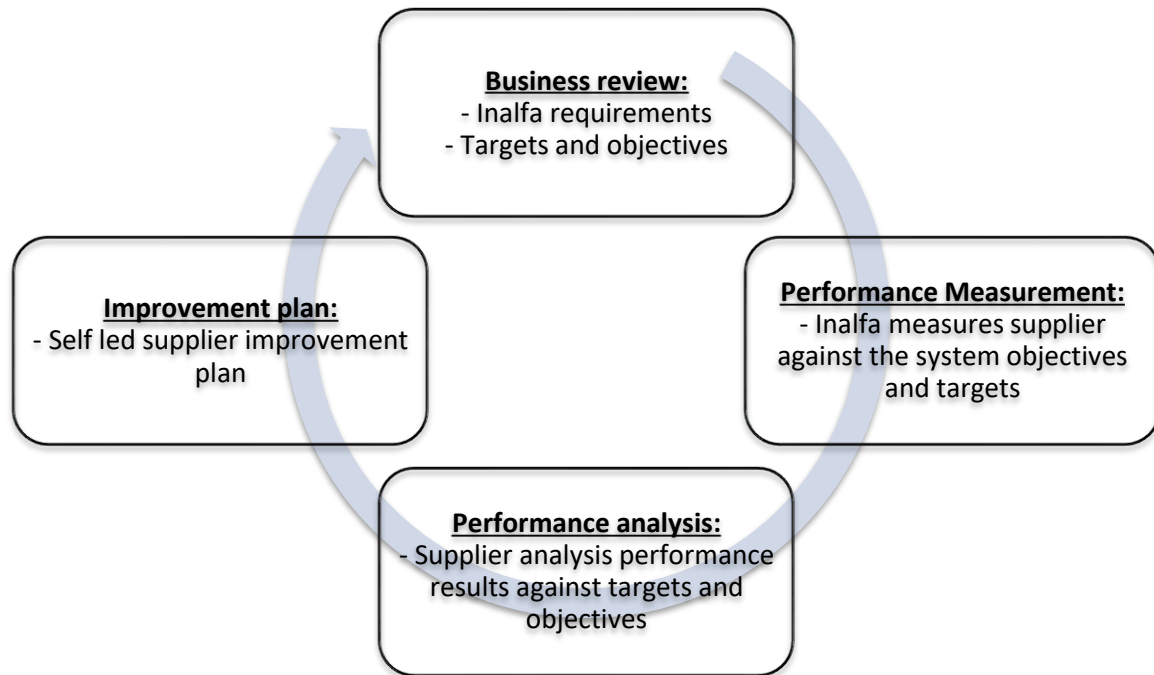 Business review:
- Inalfa requirements
- Targets and objectives
Improvement plan:
- Self led supplier improvement
plan
Performance Measurement:
- Inalfa measures supplier
against the system objectives
and targets
Performance analysis:
- Supplier analysis performance
results against targets and
objectives